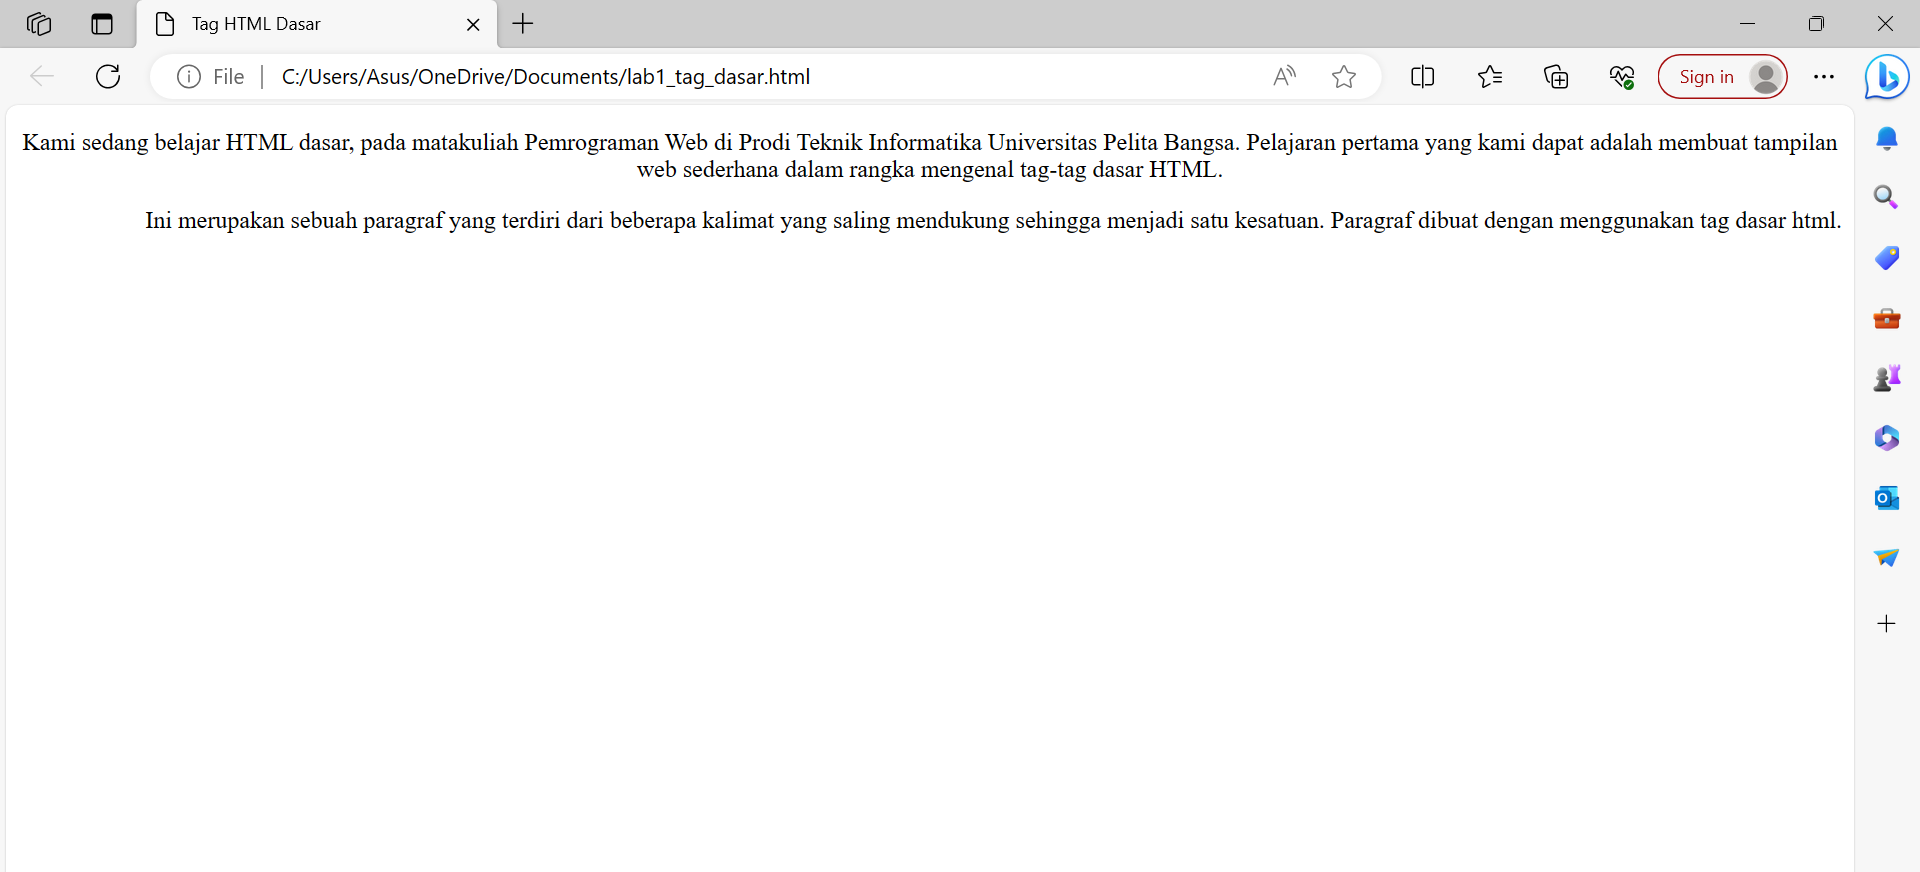 Tag HTML Dasar
File C:/Users/Asus/OneDrive/Documents/lab1_tag_dasar.html
Sign in
Kami sedang belajar HTML dasar, pada matakuliah Pemrograman Web di Prodi Teknik Informatika Universitas Pelita Bangsa. Pelajaran pertama yang kami dapat adalah membuat tampilan
web sederhana dalam rangka mengenal tag-tag dasar HTML.
Ini merupakan sebuah paragraf yang terdiri dari beberapa kalimat yang saling mendukung sehingga menjadi satu kesatuan. Paragraf dibuat dengan menggunakan tag dasar html.